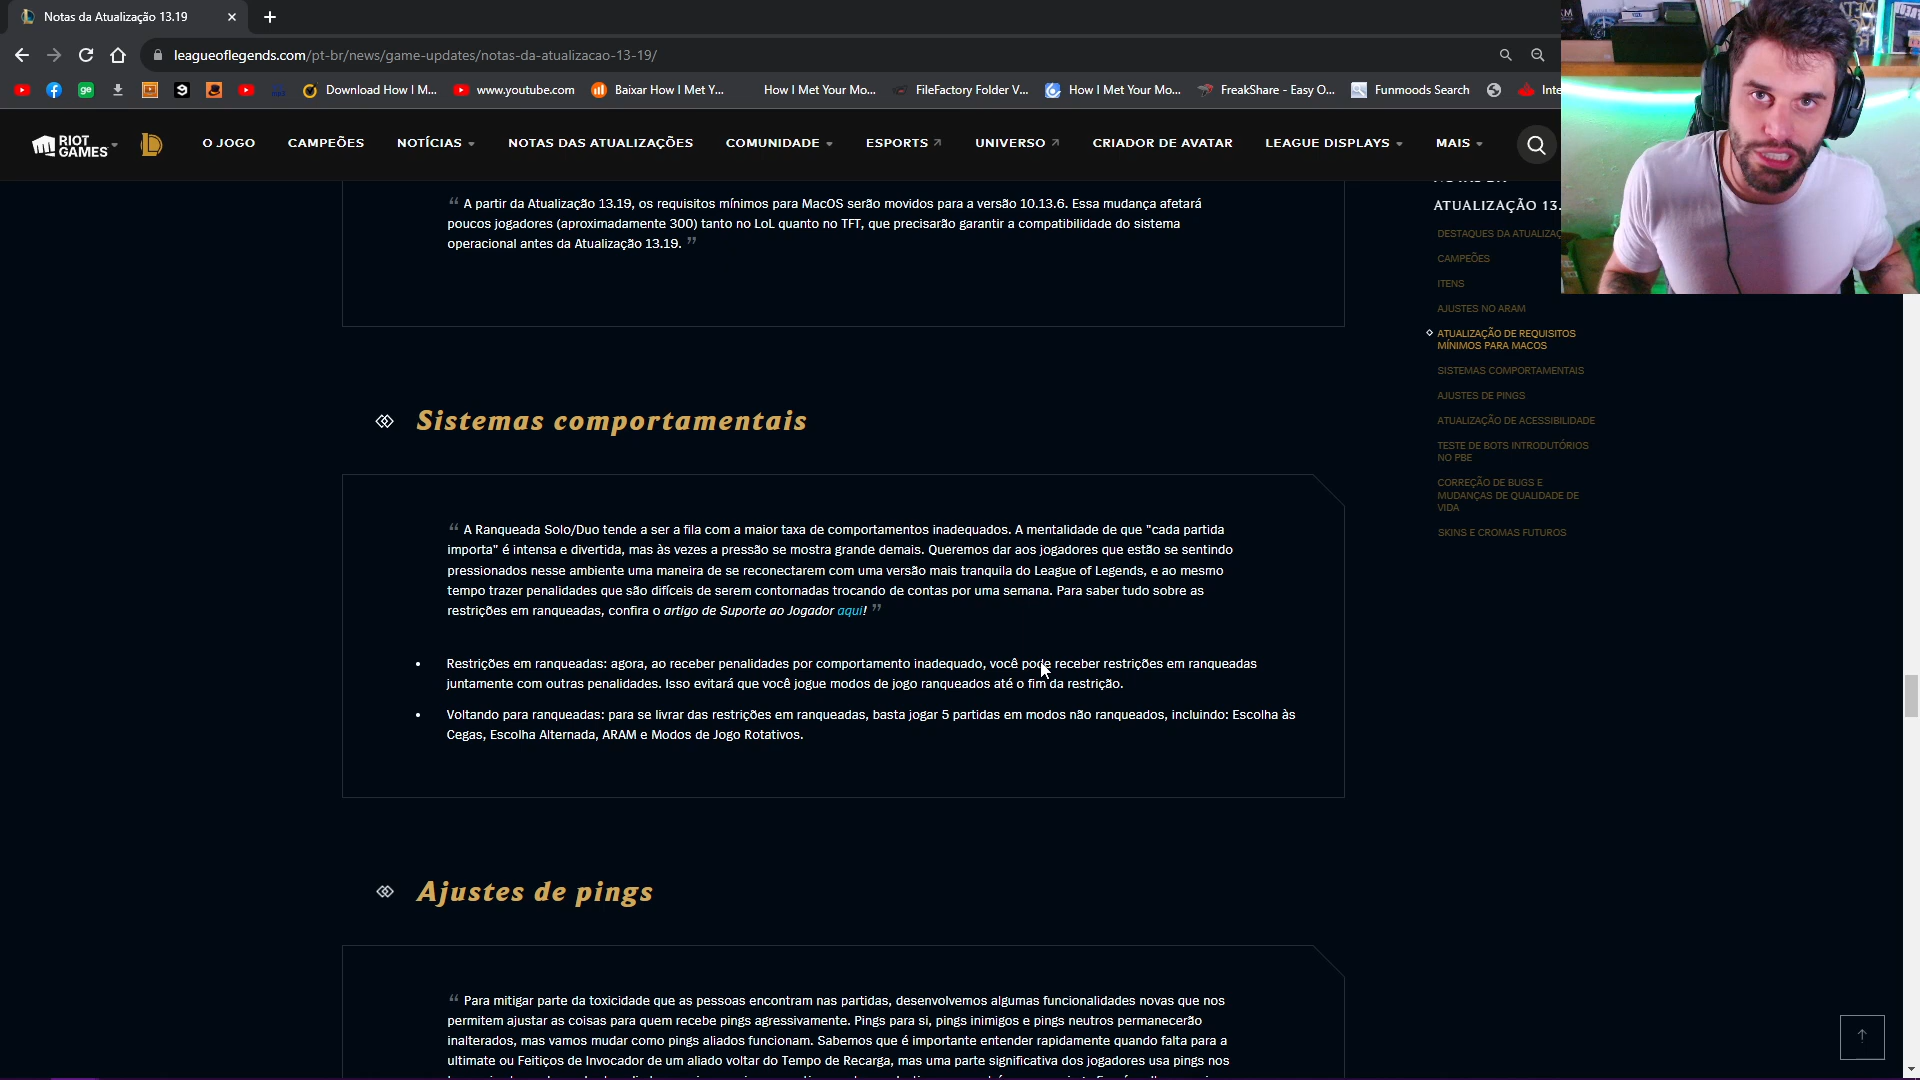 Notas da Atualização 13.19
leagueoflegends.com/pt-br/news/game-updates/notas-da-atualizacao-13-19/
Download How I M... www.youtube.com Baixar How I Met Y... How I Met Your Mo... FileFactory Folder V... How I Met Your Mo... FreakShare - Easy O... Funmoods Search Inte
RIOT GAMES O JOGO CAMPEÕES NOTÍCIAS NOTAS DAS ATUALIZAÇÕES COMUNIDADE ESPORTS UNIVERSO CRIADOR DE AVATAR LEAGUE DISPLAYS MAIS
“ A partir da Atualização 13.19, os requisitos mínimos para MacOS serão movidos para a versão 10.13.6. Essa mudança afetará
poucos jogadores (aproximadamente 300) tanto no LoL quanto no TFT, que precisarão garantir a compatibilidade do sistema
operacional antes da Atualização 13.19. ”
Sistemas comportamentais
“ A Ranqueada Solo/Duo tende a ser a fila com a maior taxa de comportamentos inadequados. A mentalidade de que "cada partida
importa" é intensa e divertida, mas às vezes a pressão se mostra grande demais. Queremos dar aos jogadores que estão se sentindo
pressionados nesse ambiente uma maneira de se reconectarem com uma versão mais tranquila do League of Legends, e ao mesmo
tempo trazer penalidades que são difíceis de serem contornadas trocando de contas por uma semana. Para saber tudo sobre as
restrições em ranqueadas, confira o artigo de Suporte ao Jogador aqui! ”
• Restrições em ranqueadas: agora, ao receber penalidades por comportamento inadequado, você pode receber restrições em ranqueadas
juntamente com outras penalidades. Isso evitará que você jogue modos de jogo ranqueados até o fim da restrição.
• Voltando para ranqueadas: para se livrar das restrições em ranqueadas, basta jogar 5 partidas em modos não ranqueados, incluindo: Escolha às
Cegas, Escolha Alternada, ARAM e Modos de Jogo Rotativos.
Ajustes de pings
“ Para mitigar parte da toxicidade que as pessoas encontram nas partidas, desenvolvemos algumas funcionalidades novas que nos
permitem ajustar as coisas para quem recebe pings agressivamente. Pings para si, pings inimigos e pings neutros permanecerão
inalterados, mas vamos mudar como pings aliados funcionam. Sabemos que é importante entender rapidamente quando falta para a
ultimate ou Feitiços de Invocador de um aliado voltar do Tempo de Recarga, mas uma parte significativa dos jogadores usa pings nos
ATUALIZAÇÃO 13.
DESTAQUES DA ATUALIZAÇ
CAMPEÕES
ITENS
AJUSTES NO ARAM
ATUALIZAÇÃO DE REQUISITOS
MÍNIMOS PARA MACOS
SISTEMAS COMPORTAMENTAIS
AJUSTES DE PINGS
ATUALIZAÇÃO DE ACESSIBILIDADE
TESTE DE BOTS INTRODUTÓRIOS
NO PBE
CORREÇÃO DE BUGS E
MUDANÇAS DE QUALIDADE DE
VIDA
SKINS E CROMAS FUTUROS